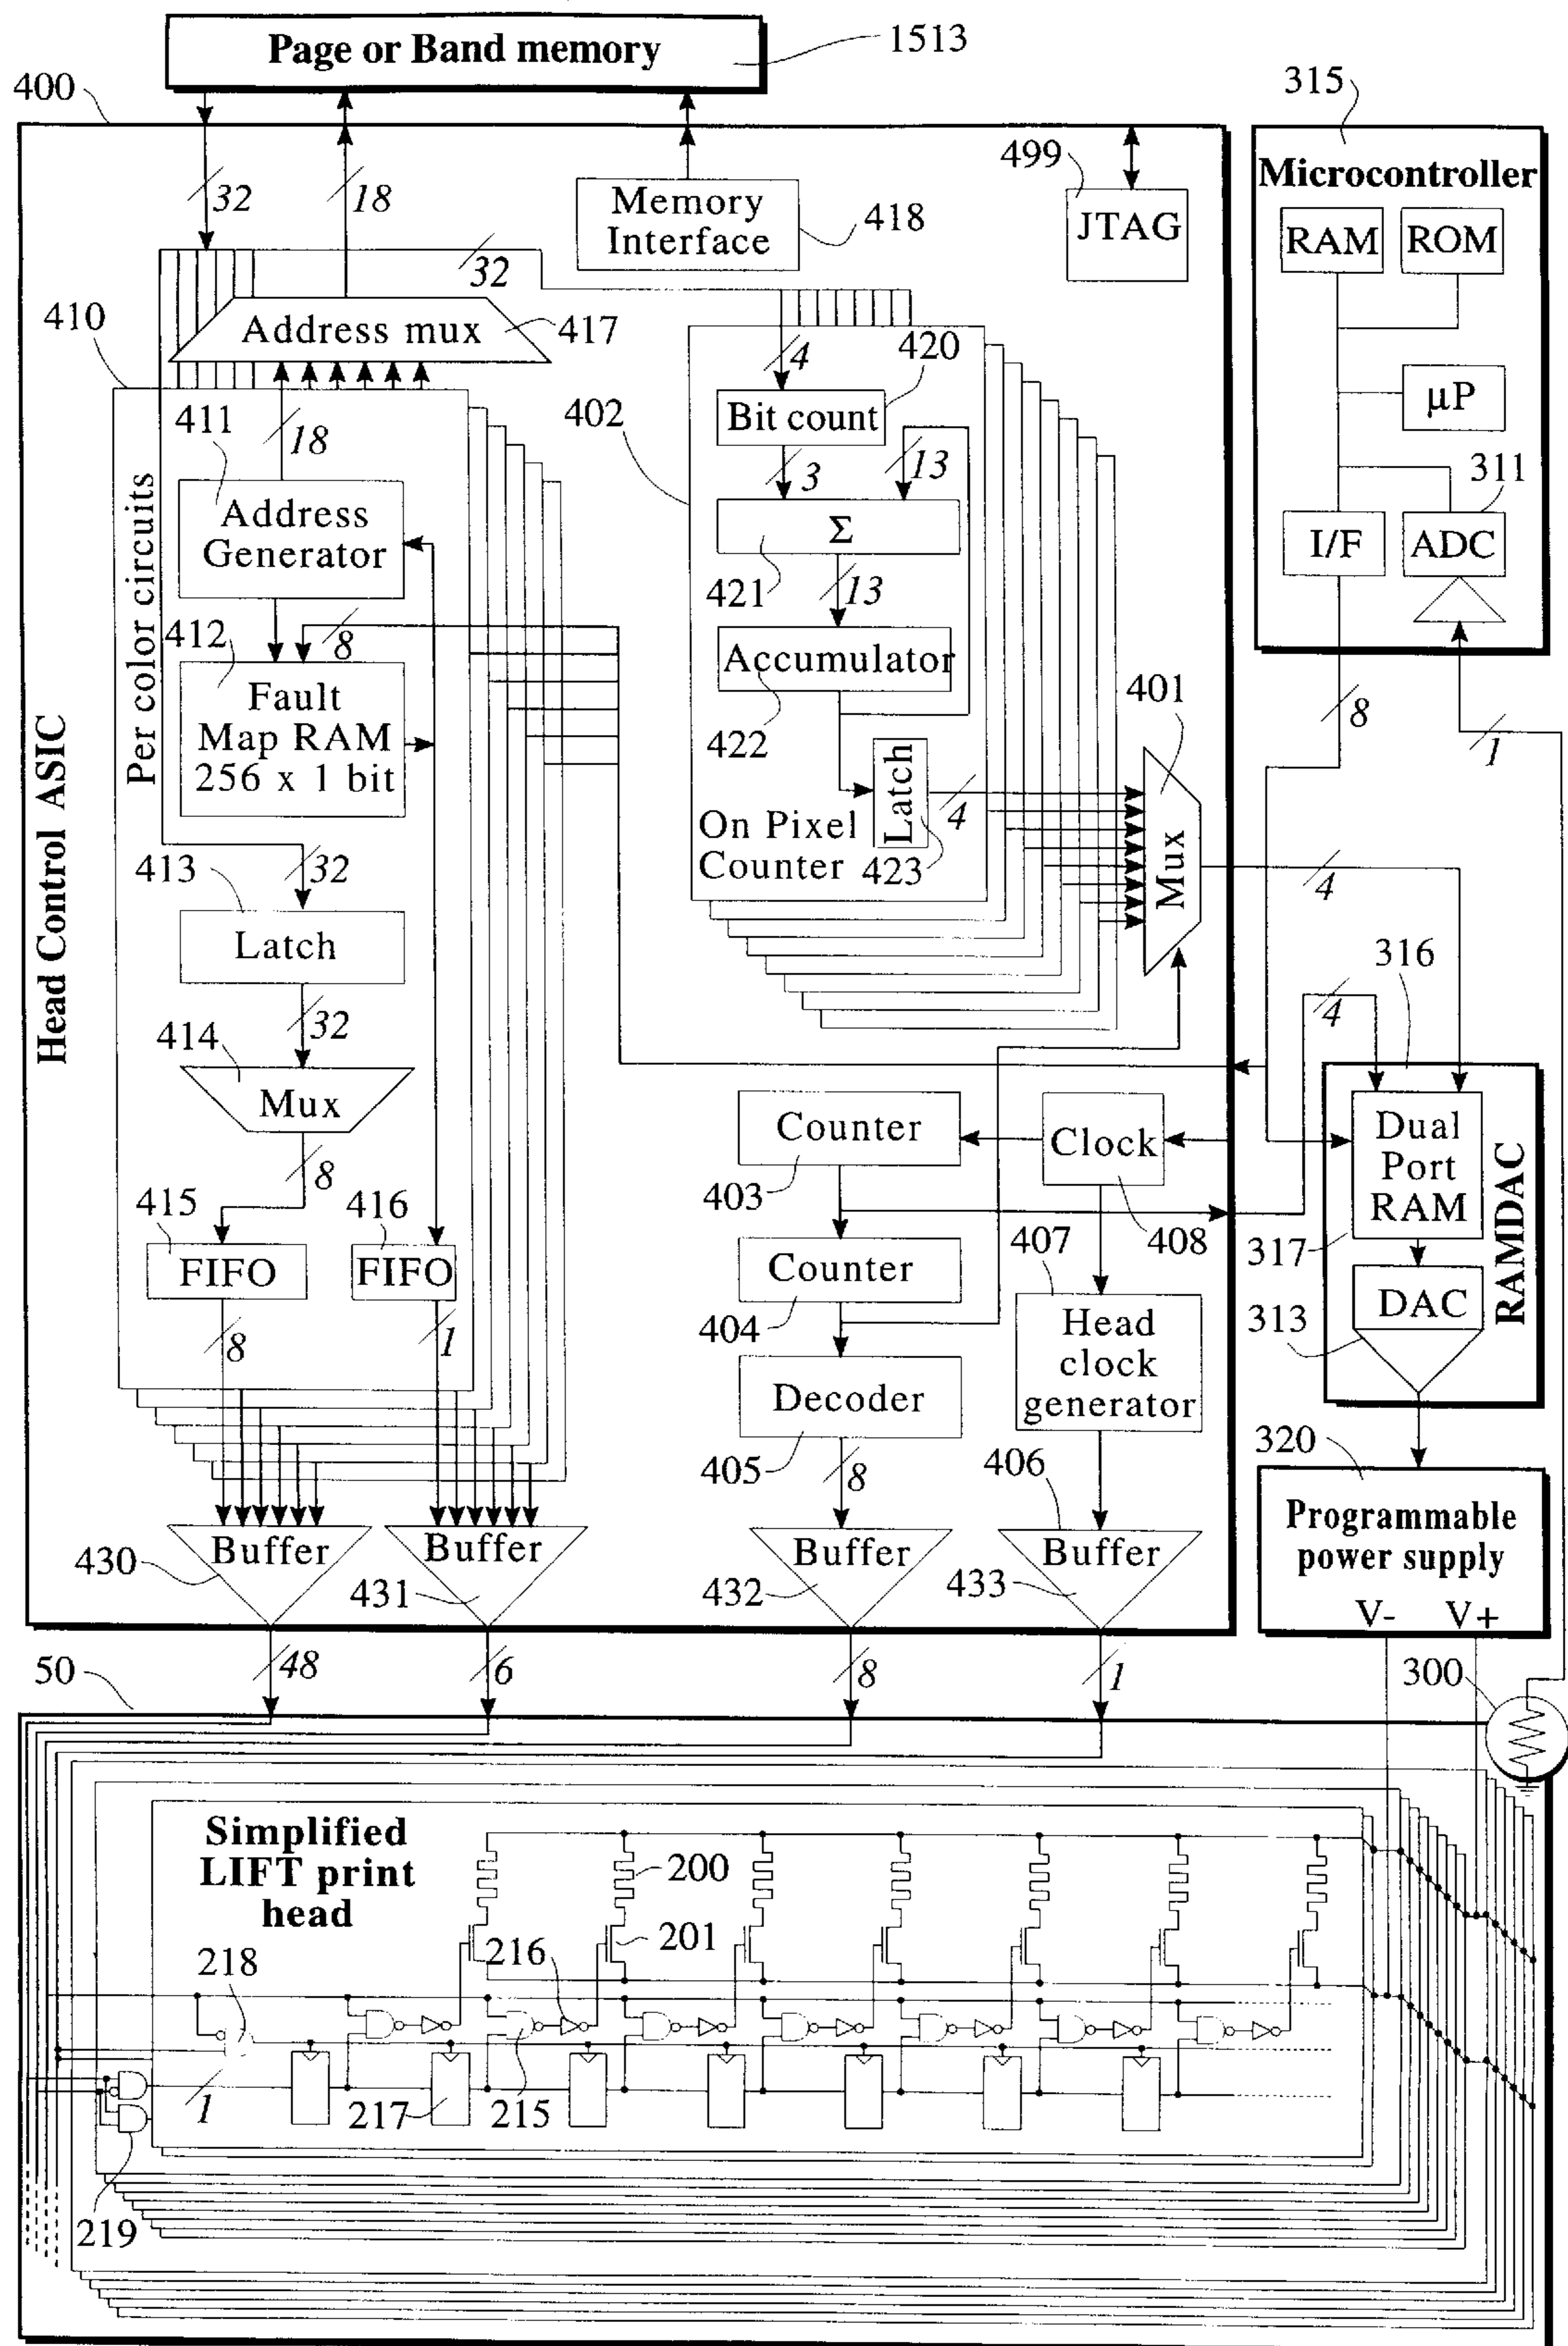 Page or Band memory
1513
400
315
Microcontroller
RAM
ROM
μP
311
I/F
ADC
8
1
32
18
Memory
Interface
418
499
JTAG
32
Address mux
417
410
Per color circuits
411
18
Address
Generator
412
8
Fault
Map RAM
256 x 1 bit
413
32
Latch
32
414
Mux
8
415
416
FIFO
FIFO
8
1
Head Control ASIC
402
4
420
Bit count
3
13
Σ
421
13
Accumulator
422
Latch
4
On Pixel
Counter
423
401
Mux
4
4
316
Dual
Port
RAM
317
DAC
313
RAMDAC
Counter
403
Clock
408
Counter
404
407
Head
clock
generator
Decoder
405
8
406
Buffer
430
Buffer
431
Buffer
432
Buffer
433
320
Programmable
power supply
V-
V+
48
6
8
1
50
300
Simplified
LIFT print
head
200
201
216
218
1
217
215
219